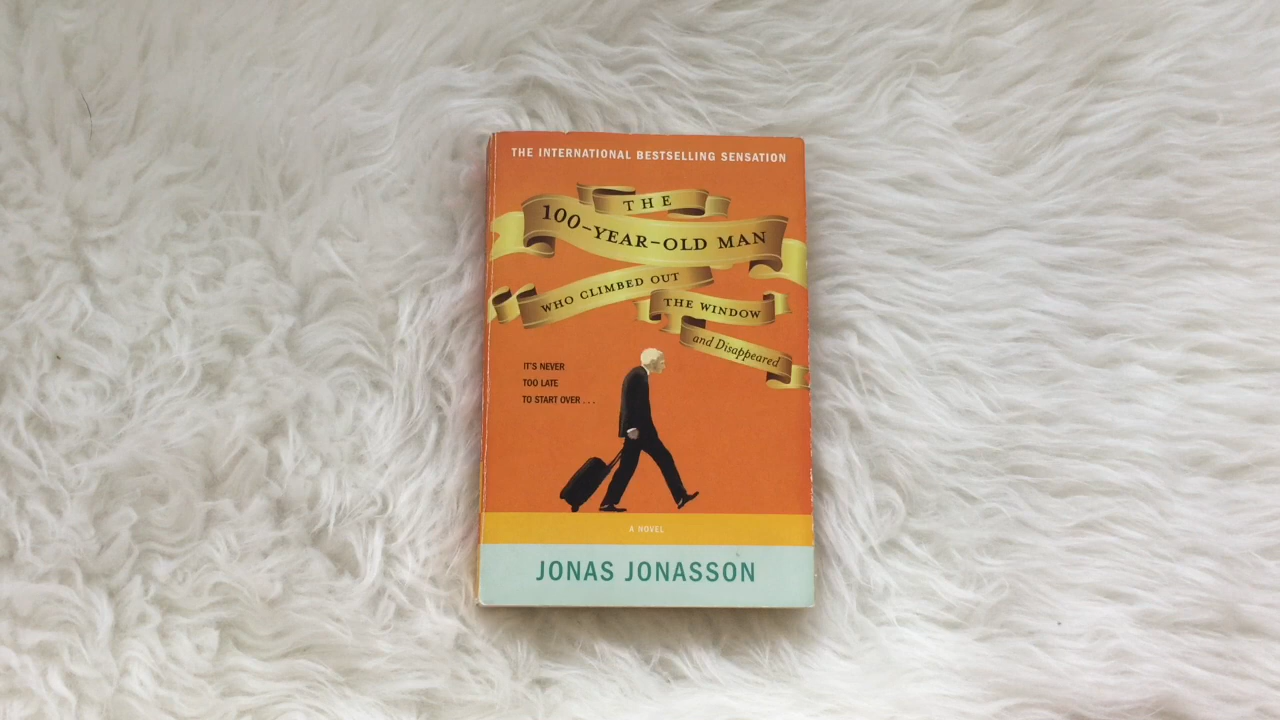 THE INTERNATIONAL BESTSELLING SENSATION
THE
100-YEAR-OLD MAN
WHO CLIMBED OUT
THE WINDOW
and Disappeared
IT'S NEVER
TOO LATE
TO START OVER . . .
A NOVEL
JONAS JONASSON